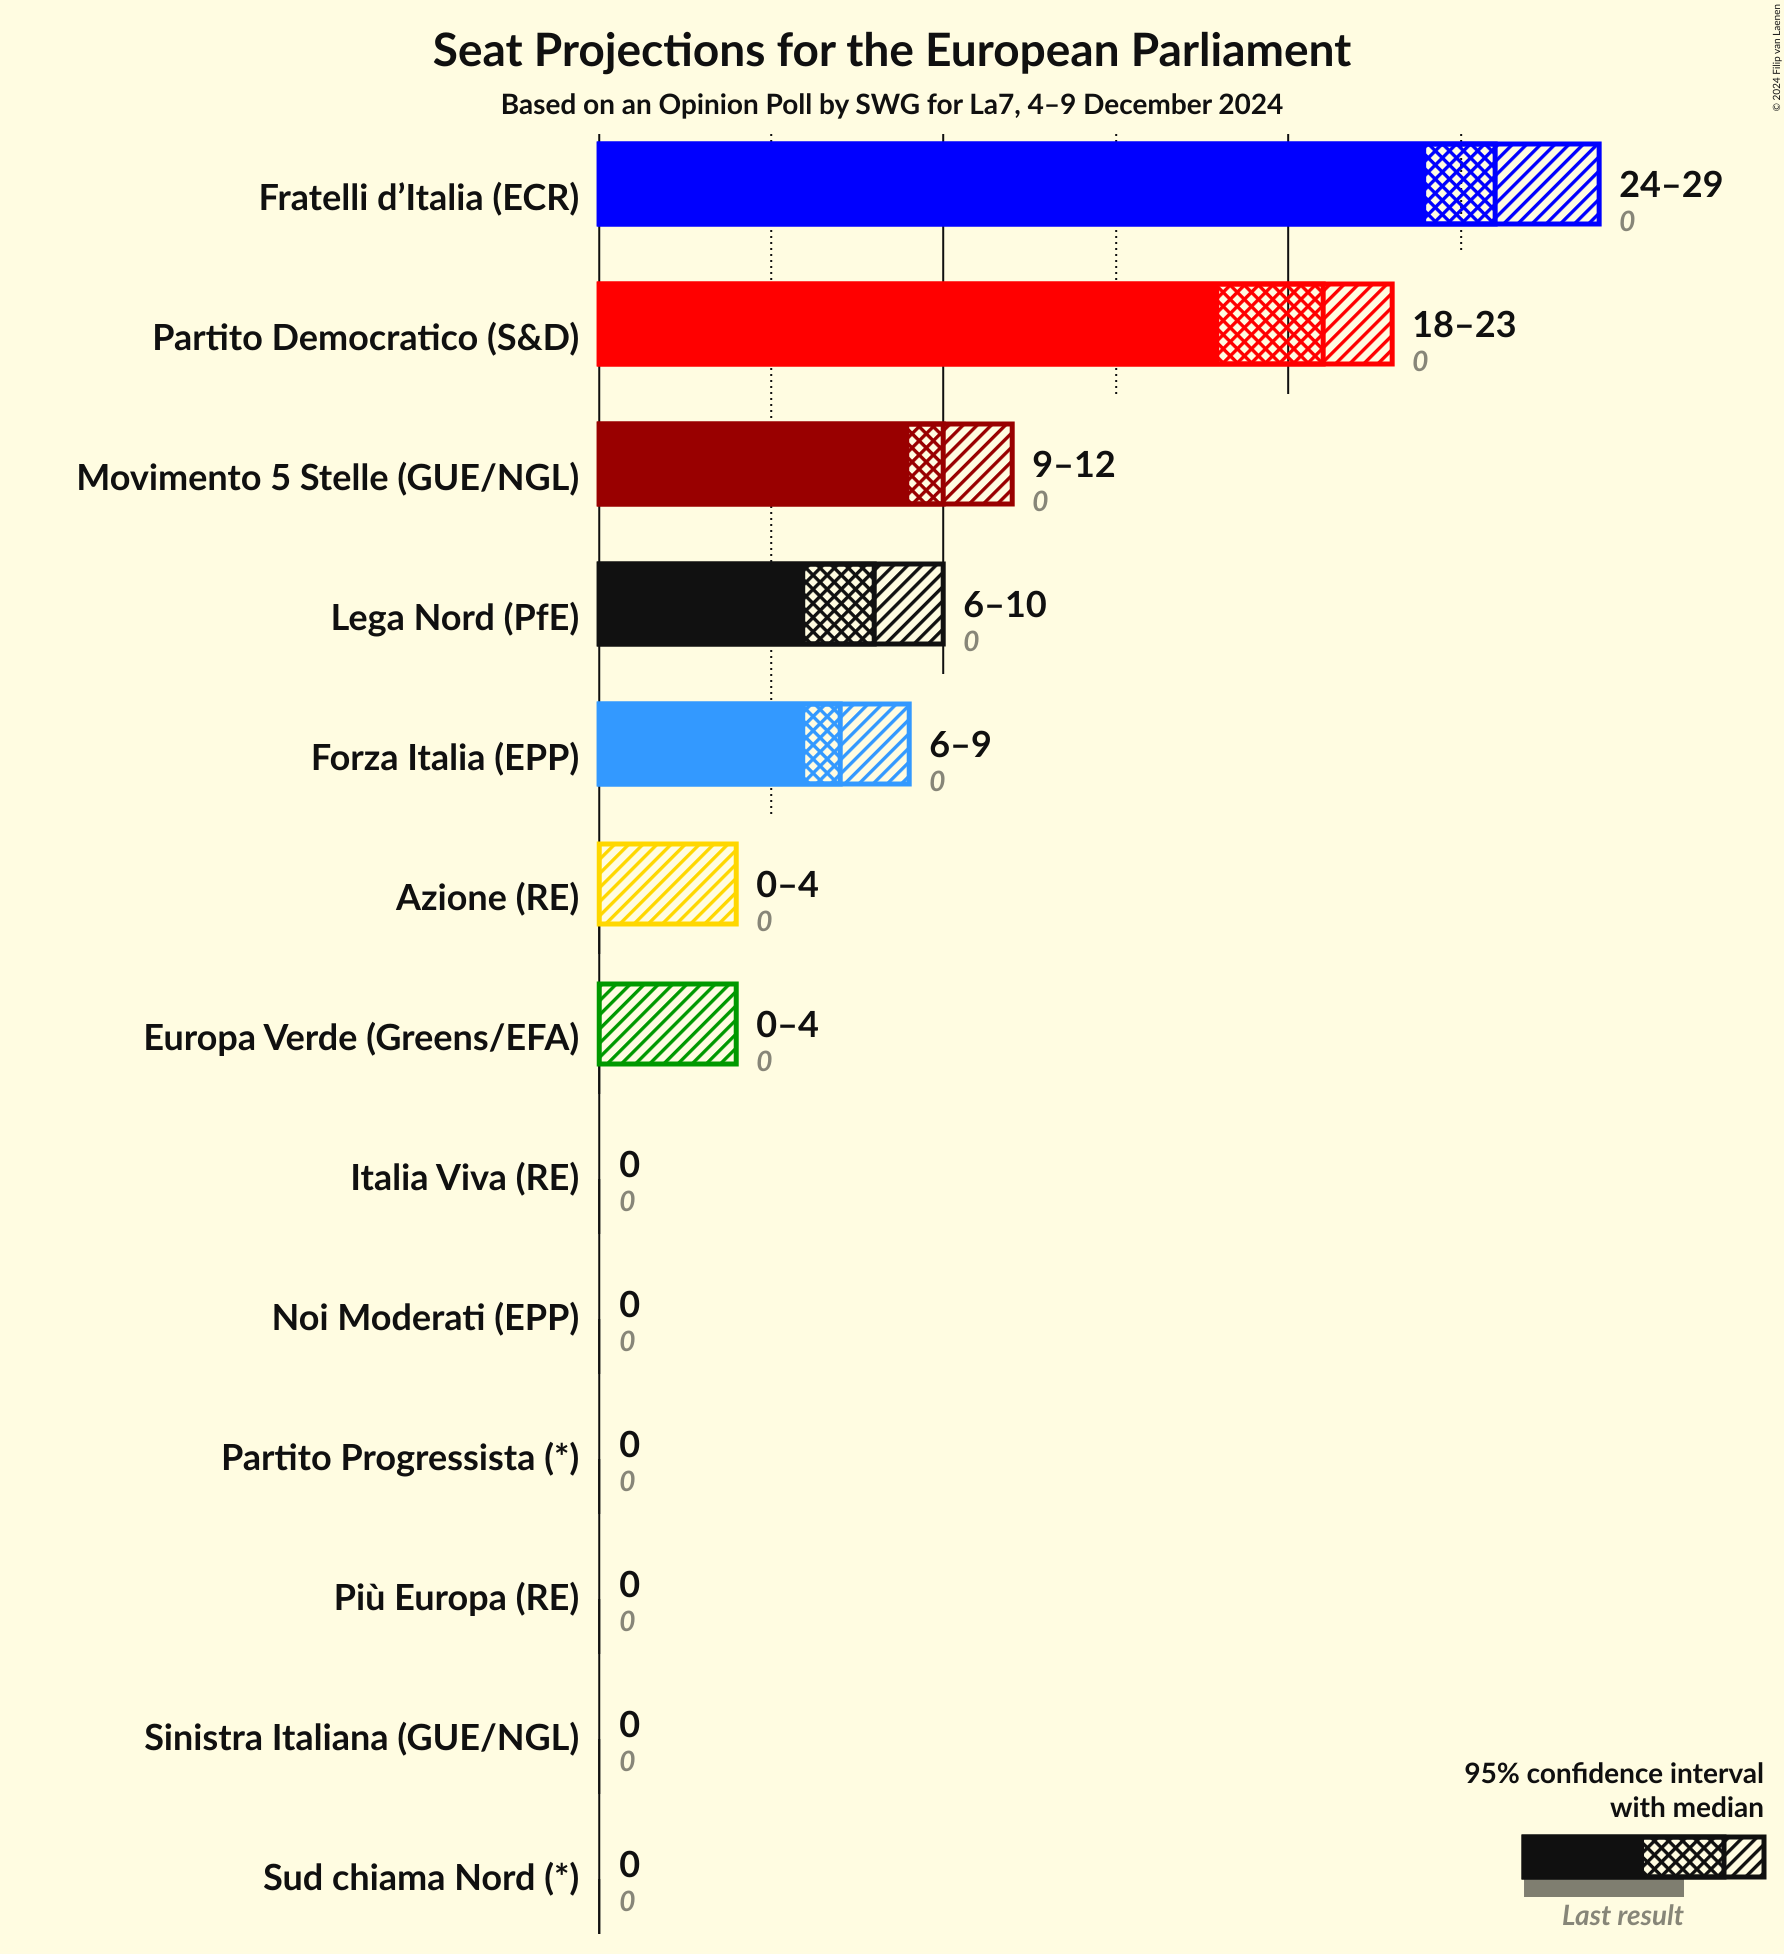 Seat Projections for the European Parliament
Based on an Opinion Poll by SWG for La7, 4–9 December 2024
© 2024 Filip van Laenen
Fratelli d’Italia (ECR)
24–29
0
Partito Democratico (S&D)
18–23
0
Movimento 5 Stelle (GUE/NGL)
9–12
0
Lega Nord (PfE)
6–10
0
Forza Italia (EPP)
6–9
0
Azione (RE)
0–4
0
Europa Verde (Greens/EFA)
0–4
0
Italia Viva (RE)
0
0
Noi Moderati (EPP)
0
0
Partito Progressista (*)
0
0
Più Europa (RE)
0
0
Sinistra Italiana (GUE/NGL)
0
0
Sud chiama Nord (*)
0
0
95% confidence interval
with median
Last result